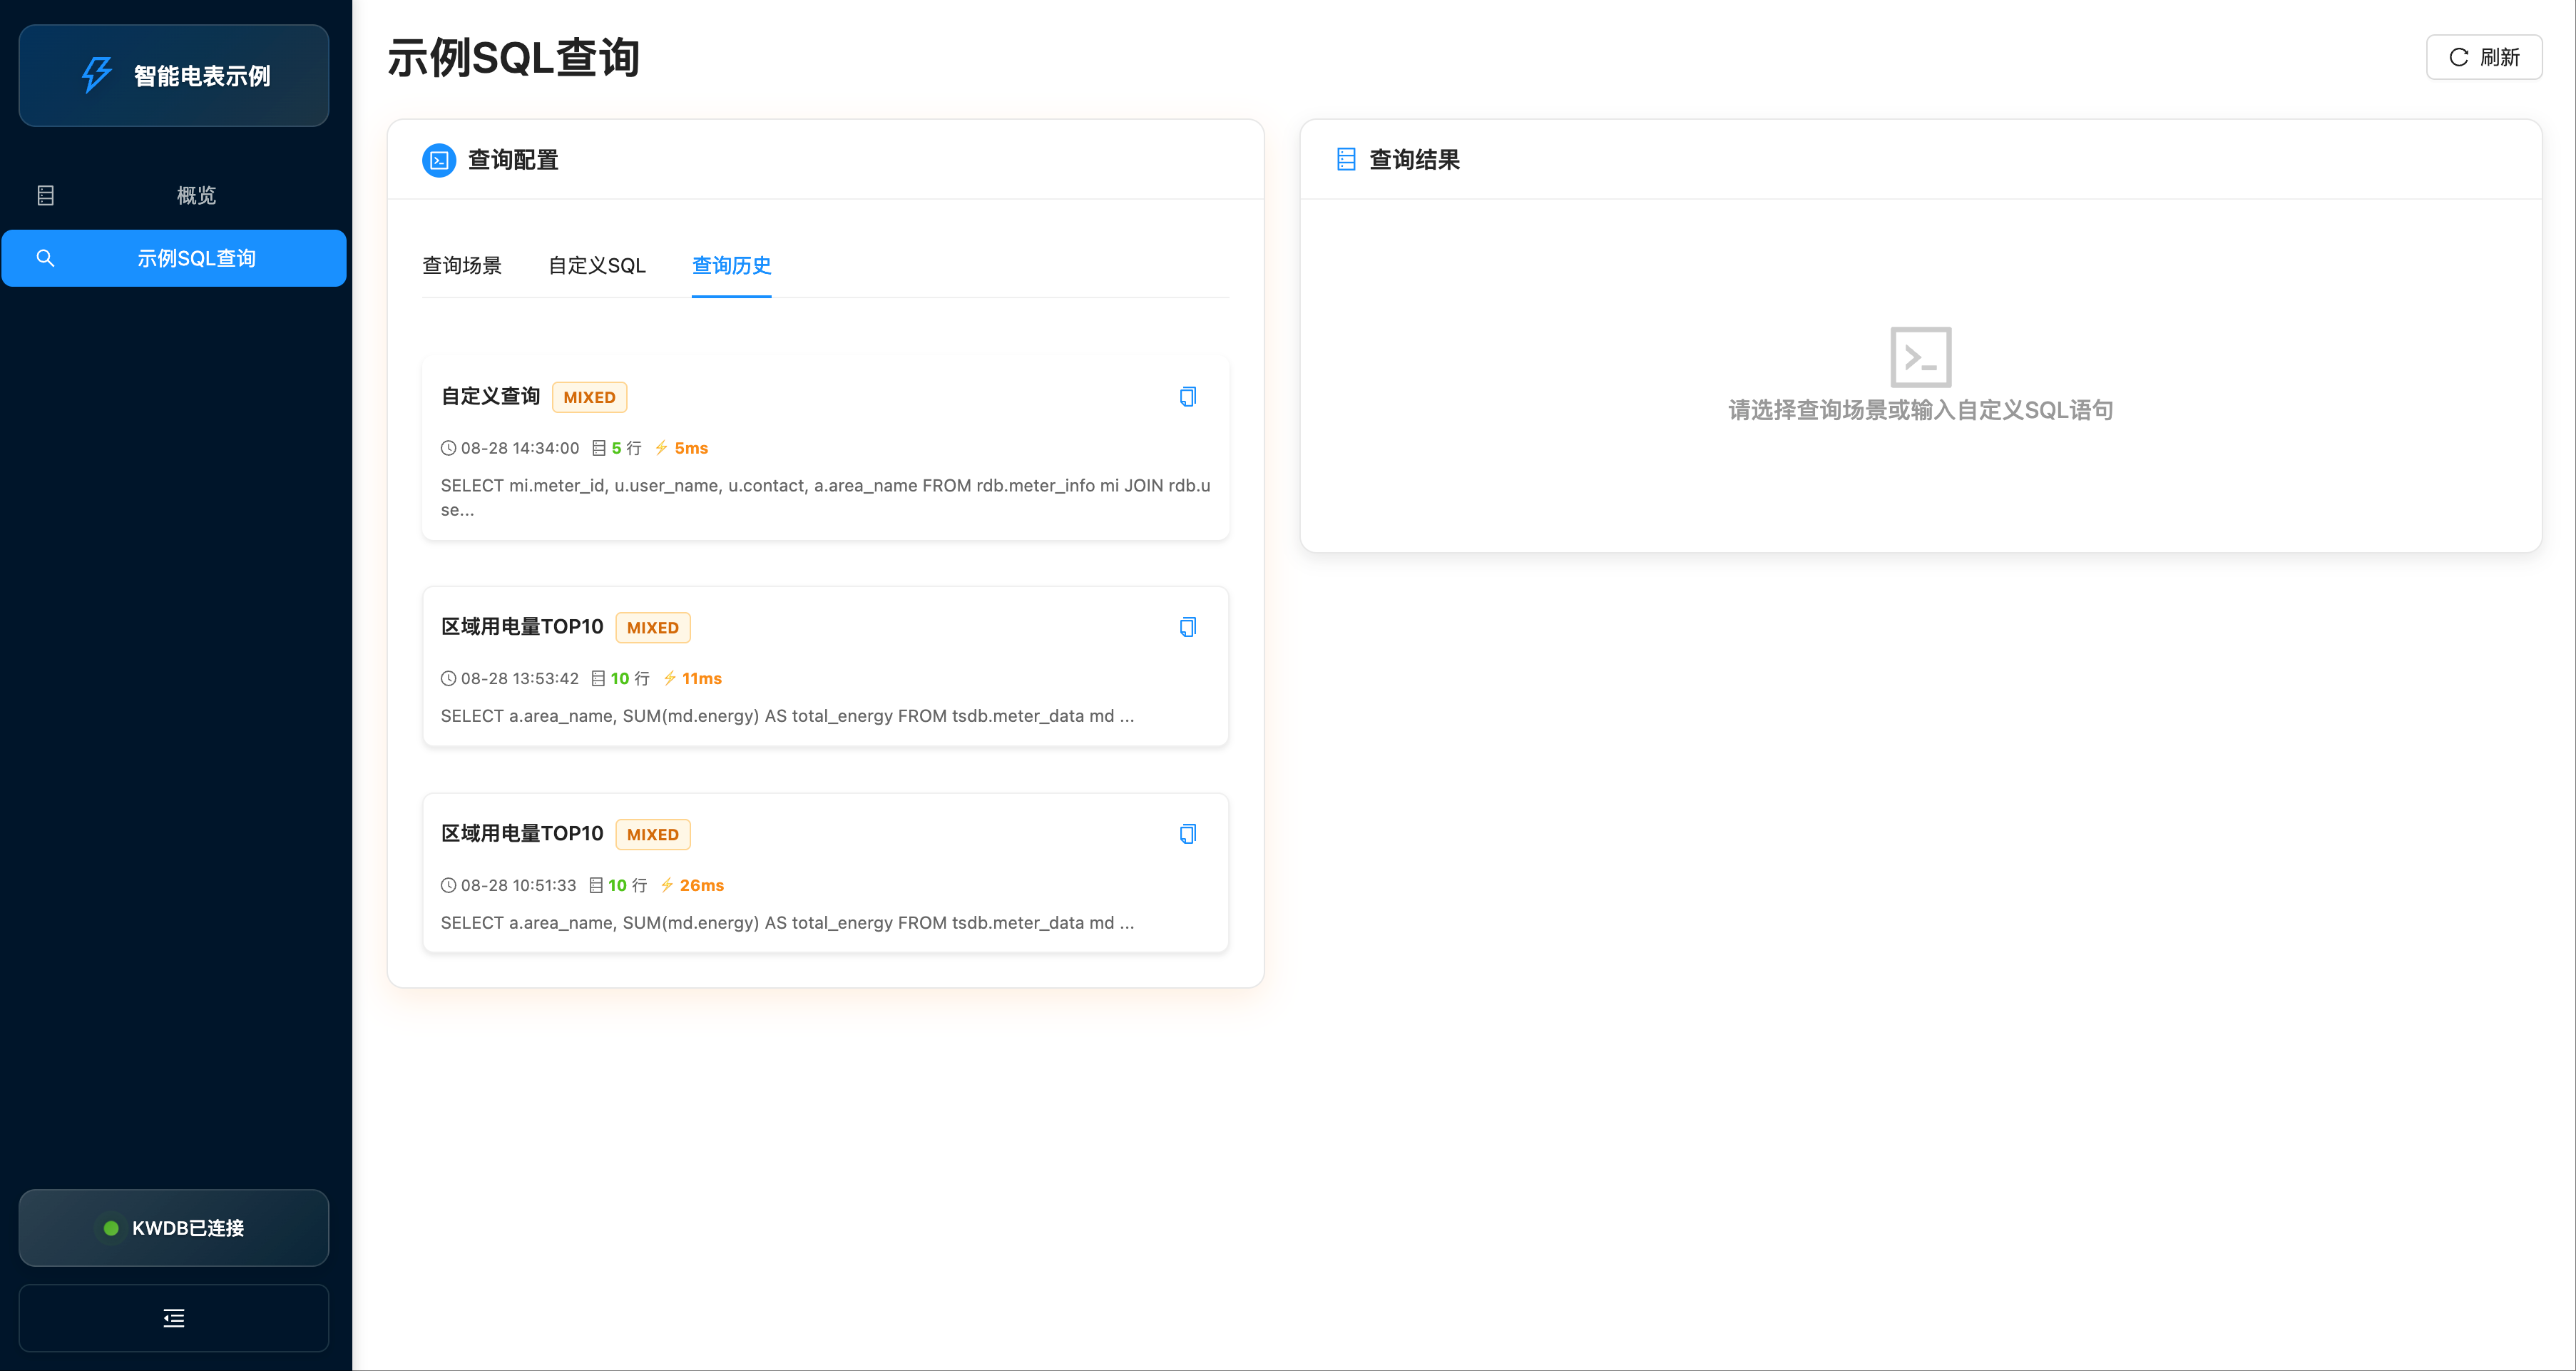 智能电表示例
概览
示例SQL查询
KWDB已连接
示例SQL查询
刷新
查询配置
查询场景
自定义SQL
查询历史
自定义查询 MIXED
08-28 14:34:00 5 行 ⚡ 5ms
SELECT mi.meter_id, u.user_name, u.contact, a.area_name FROM rdb.meter_info mi JOIN rdb.u
se...
区域用电量TOP10 MIXED
08-28 13:53:42 10 行 ⚡ 11ms
SELECT a.area_name, SUM(md.energy) AS total_energy FROM tsdb.meter_data md ...
区域用电量TOP10 MIXED
08-28 10:51:33 10 行 ⚡ 26ms
SELECT a.area_name, SUM(md.energy) AS total_energy FROM tsdb.meter_data md ...
查询结果
请选择查询场景或输入自定义SQL语句